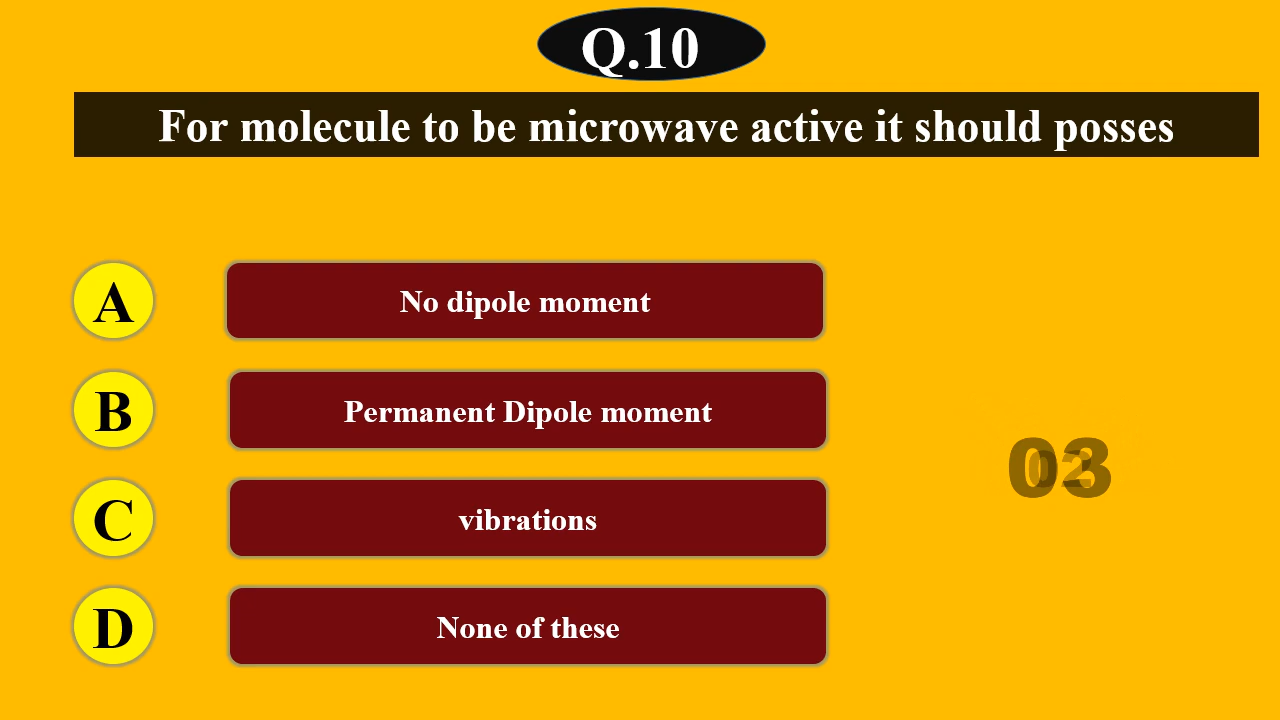 Q.10
For molecule to be microwave active it should posses
A
No dipole moment
B
Permanent Dipole moment
C
vibrations
D
None of these
03